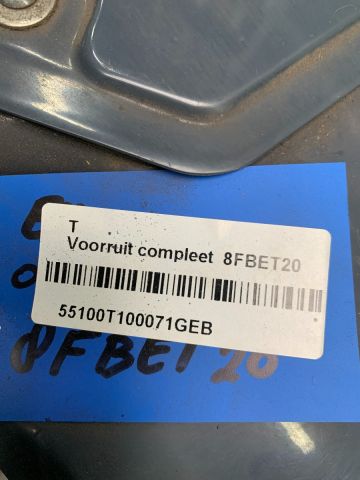 T
Voorruit compleet 8FBET20
55100T100071GEB
8FBET20